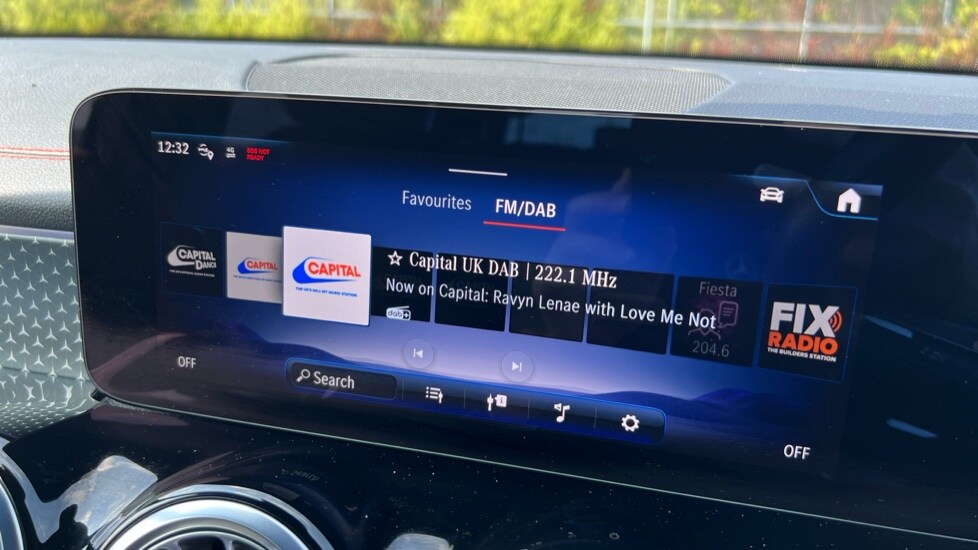 12:32
4G
SOS NOT
READY
Favourites
FM/DAB
CAPITAL
DANCE
CAPITAL
CAPITAL
THE UK'S NO.1 HIT MUSIC STATION
☆ Capital UK DAB | 222.1 MHz
Now on Capital: Ravyn Lenae with Love Me Not
dab+
Fiesta
204.6
FIX
RADIO
THE BUILDERS STATION
OFF
Search
OFF